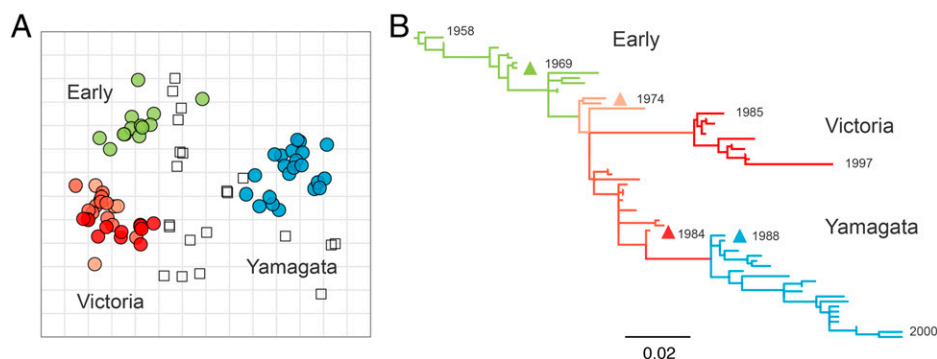 A
Early
Yamagata
Victoria
B
Early
1958
1969
1974
1985
Victoria
1997
Yamagata
1984
1988
2000
0.02